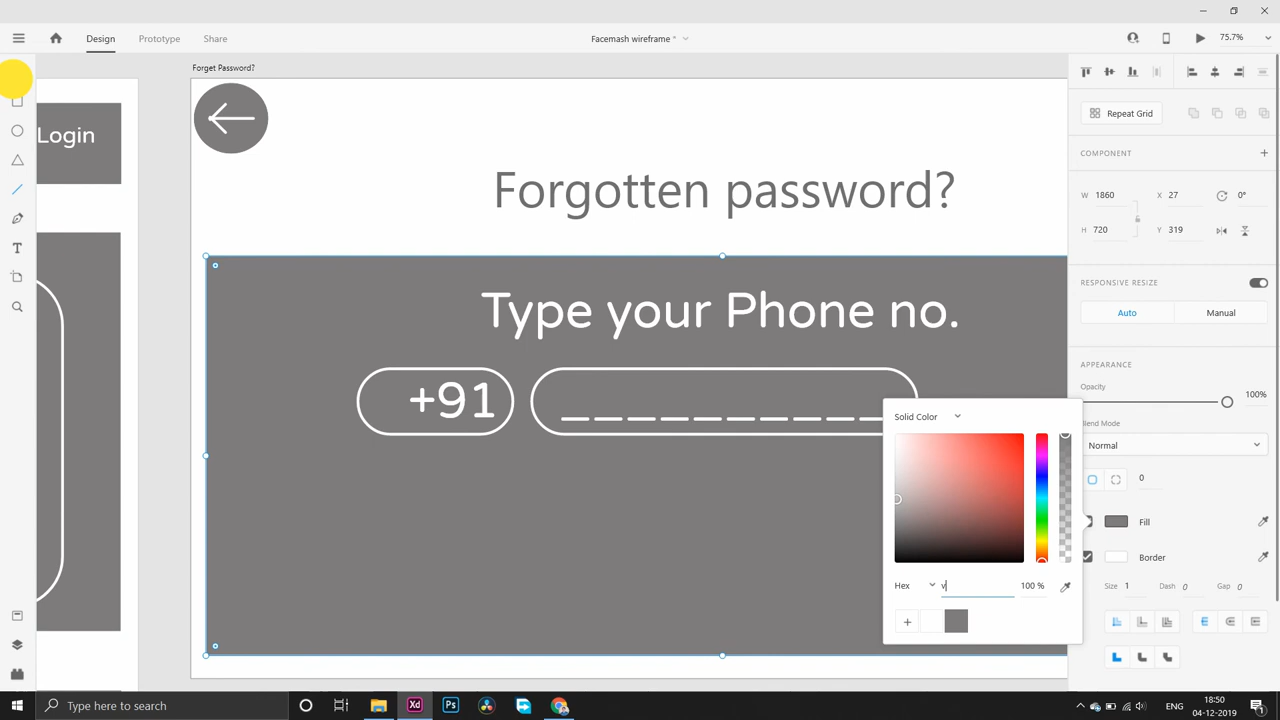 Design
Prototype
Share
Facemash wireframe *
75.7%
Forget Password?
Login
Forgotten password?
Type your Phone no.
+91
_ _ _ _ _ _ _ _ _ _
Repeat Grid
COMPONENT
W 1860 X 27 0°
H 720 Y 319
RESPONSIVE RESIZE
Auto Manual
APPEARANCE
Opacity
100%
Blend Mode
Normal
0
Fill
Border
Size 1 Dash 0 Gap 0
Solid Color
Hex v 100 %
Type here to search
Xd
Ps
18:50
04-12-2019